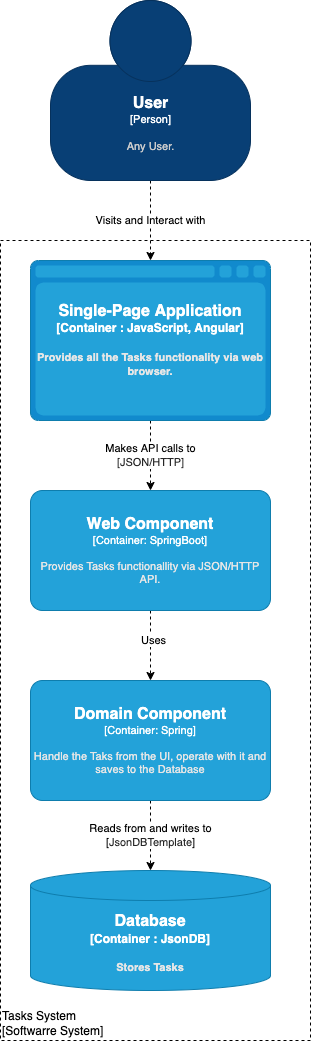 User
[Person]
Any User.
Visits and Interact with
Single-Page Application
[Container : JavaScript, Angular]
Provides all the Tasks functionality via web
browser.
Makes API calls to
[JSON/HTTP]
Web Component
[Container: SpringBoot]
Provides Tasks functionallity via JSON/HTTP
API.
Uses
Domain Component
[Container: Spring]
Handle the Taks from the UI, operate with it and
saves to the Database
Reads from and writes to
[JsonDBTemplate]
Database
[Container : JsonDB]
Stores Tasks
Tasks System
[Softwarre System]